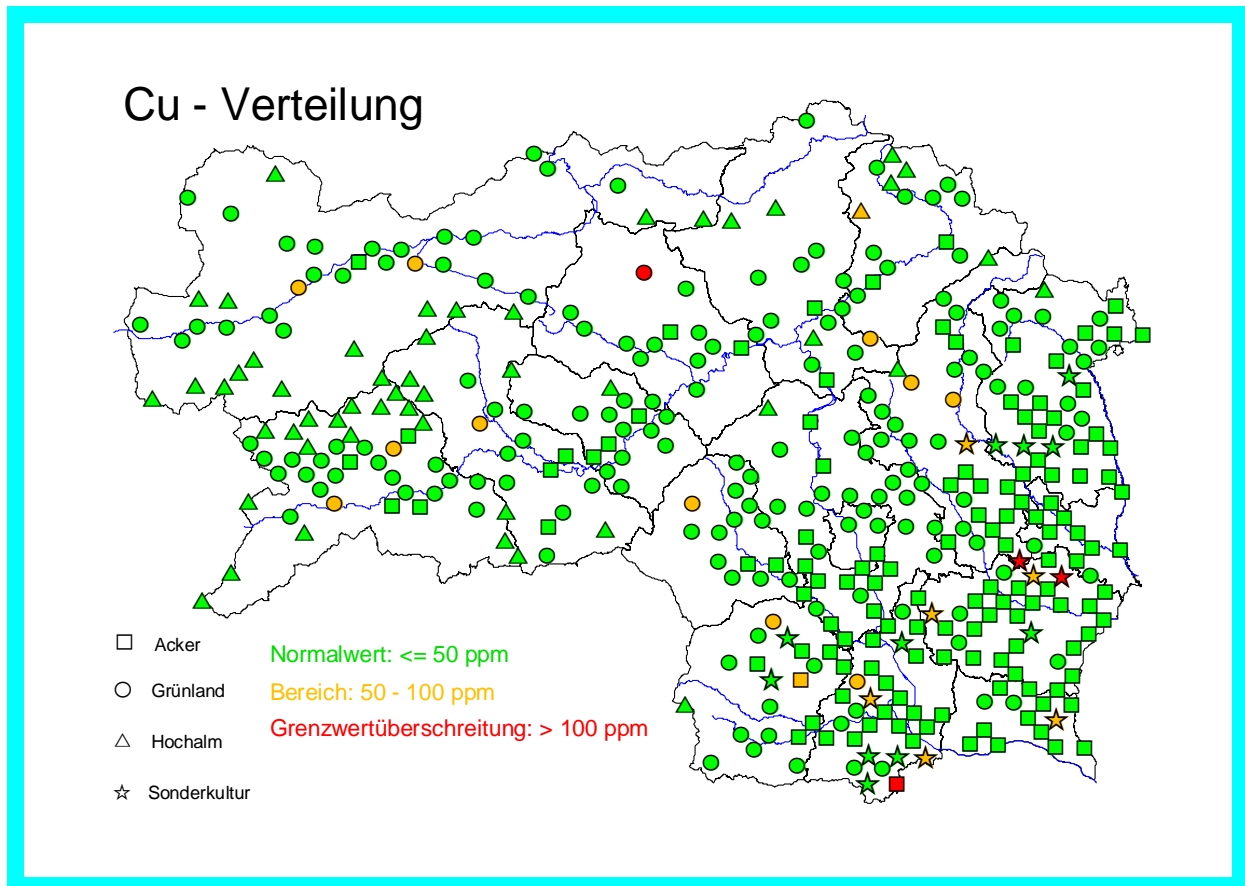 Cu - Verteilung
Acker
Grünland
Hochalm
Sonderkultur
Normalwert: <= 50 ppm
Bereich: 50 - 100 ppm
Grenzwertüberschreitung: > 100 ppm